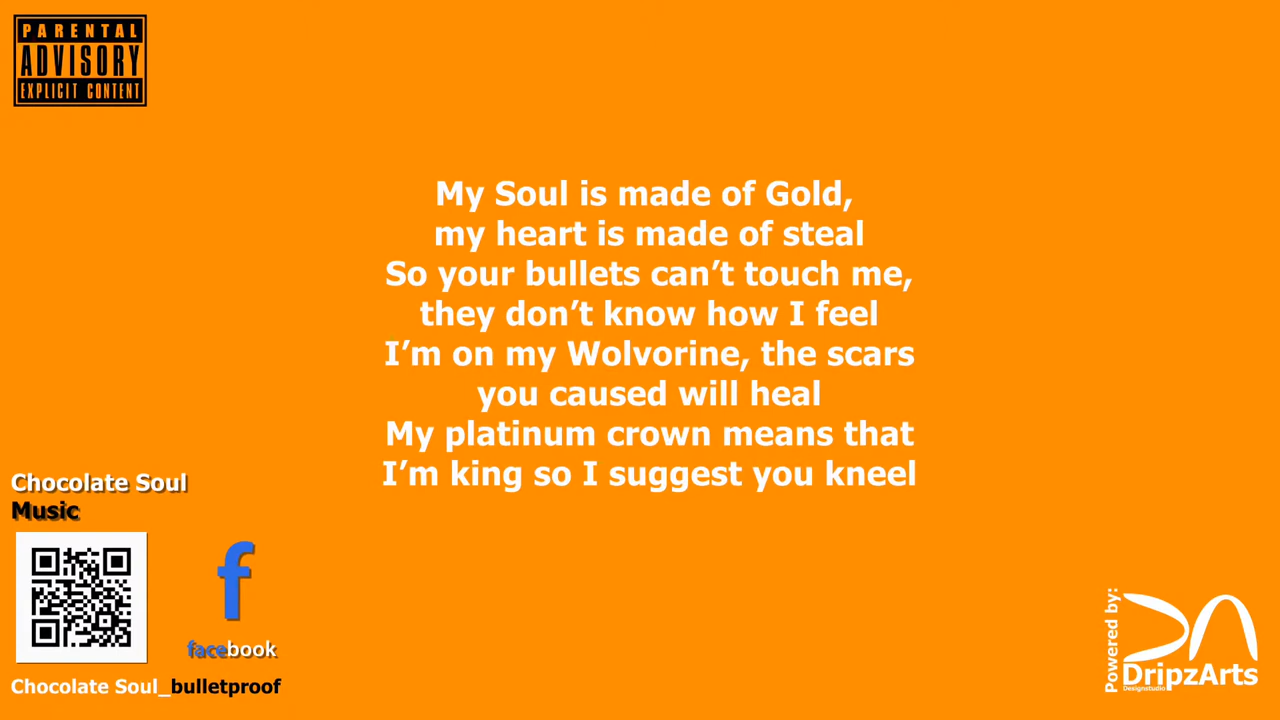 PARENTAL
ADVISORY
EXPLICIT CONTENT
My Soul is made of Gold,
my heart is made of steal
So your bullets can’t touch me,
they don’t know how I feel
I’m on my Wolvorine, the scars
you caused will heal
My platinum crown means that
I’m king so I suggest you kneel
Chocolate Soul
Music
f
facebook
Chocolate Soul_bulletproof
Powered by:
DA
DripzArts
Designstudio